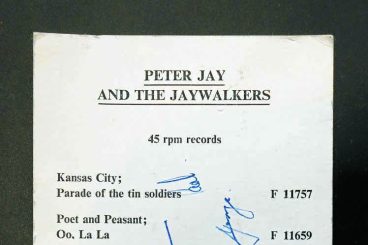 PETER JAY
AND THE JAYWALKERS
45 rpm records
Kansas City;
Parade of the tin soldiers F 11757
Poet and Peasant;
Oo, La La F 11659